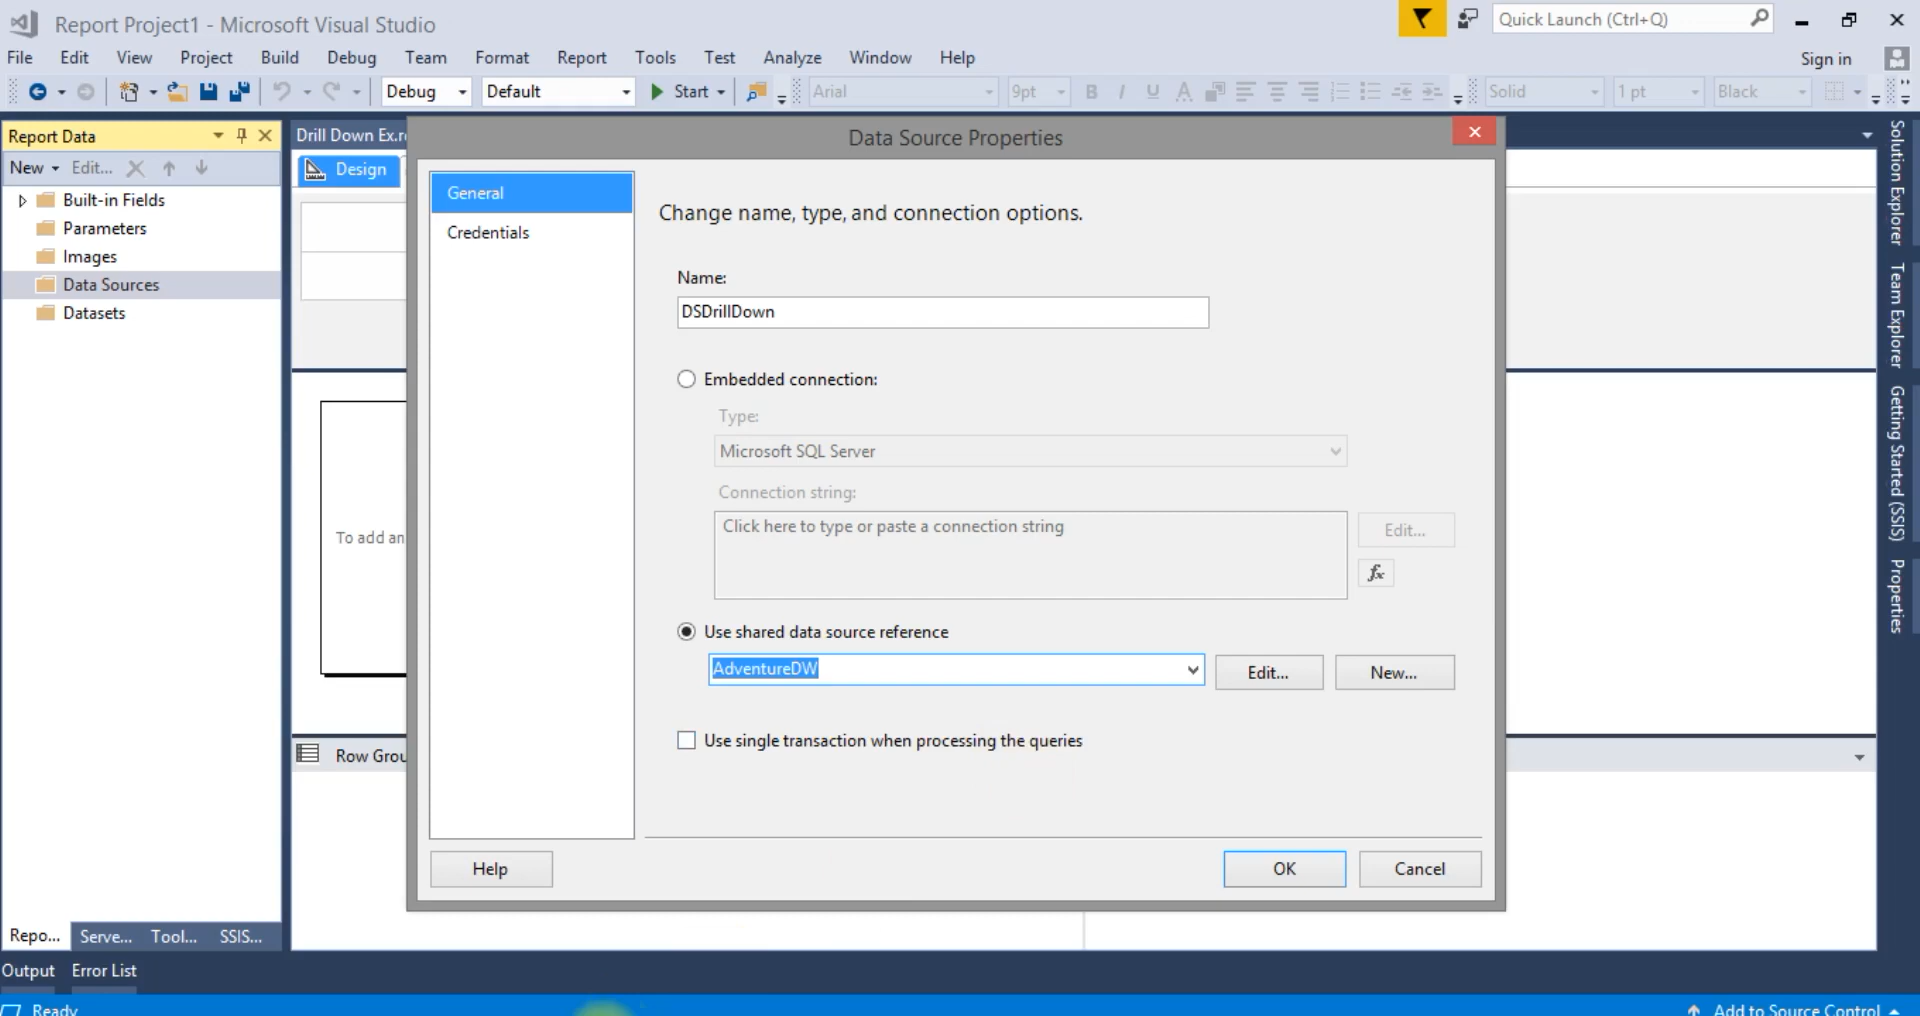 Report Project1 - Microsoft Visual Studio
Quick Launch (Ctrl+Q)
File Edit View Project Build Debug Team Format Report Tools Test Analyze Window Help
Sign in
Debug Default Start Arial 9pt B I U A Solid 1 pt Black
Report Data
New Edit...
Built-in Fields
Parameters
Images
Data Sources
Datasets
Drill Down Ex.r
Design
To add an
Row Grou
Data Source Properties
General
Credentials
Change name, type, and connection options.
Name:
DSDrillDown
Embedded connection:
Type:
Microsoft SQL Server
Connection string:
Click here to type or paste a connection string
Edit...
fx
Use shared data source reference
AdventureDW
Edit...
New...
Use single transaction when processing the queries
Help
OK
Cancel
Solution Explorer
Team Explorer
Getting Started (SSIS)
Properties
Repo... Serve... Tool... SSIS...
Output Error List
Ready
Add to Source Control